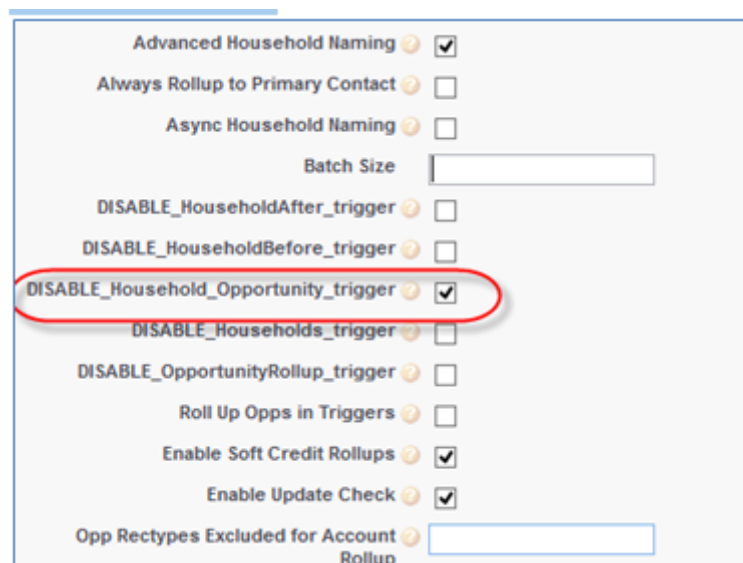 Advanced Household Naming
Always Rollup to Primary Contact
Async Household Naming
Batch Size
DISABLE_HouseholdAfter_trigger
DISABLE_HouseholdBefore_trigger
DISABLE_Household_Opportunity_trigger
DISABLE_Households_trigger
DISABLE_OpportunityRollup_trigger
Roll Up Opps in Triggers
Enable Soft Credit Rollups
Enable Update Check
Opp Rectypes Excluded for Account
Rollup